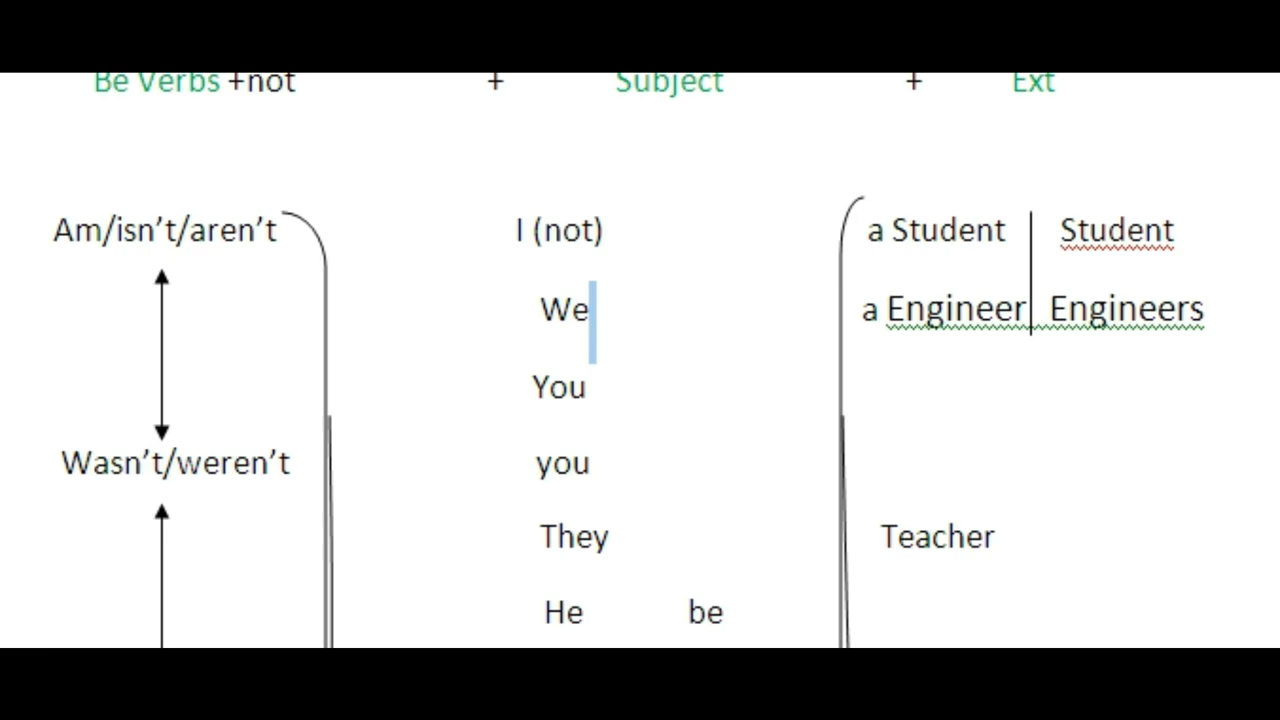 Be Verbs +not + Subject + Ext
Am/isn’t/aren’t I (not) a Student Student
We a Engineer Engineers
You
Wasn’t/weren’t you
They Teacher
He be